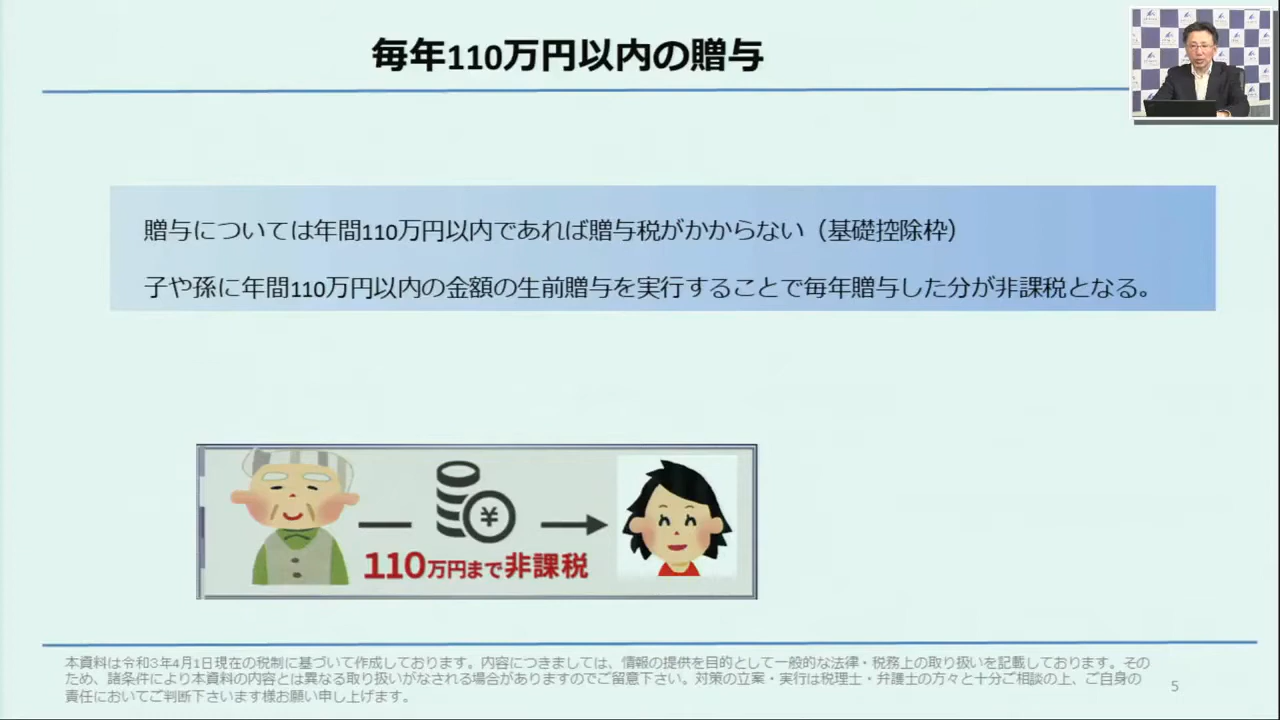 毎年110万円以内の贈与
贈与については年間110万円以内であれば贈与税がかからない（基礎控除枠）
子や孫に年間110万円以内の金額の生前贈与を実行することで毎年贈与した分が非課税となる。
¥
110万円まで非課税
本資料は令和3年4月1日現在の税制に基づいて作成しております。内容につきましては、情報の提供を目的として一般的な法律・税務上の取り扱いを記載しております。その
ため、諸条件により本資料の内容とは異なる取り扱いがなされる場合がありますのでご留意下さい。対策の立案・実行は税理士・弁護士の方々と十分ご相談の上、ご自身の
責任においてご判断下さいます様お願い申し上げます。
5